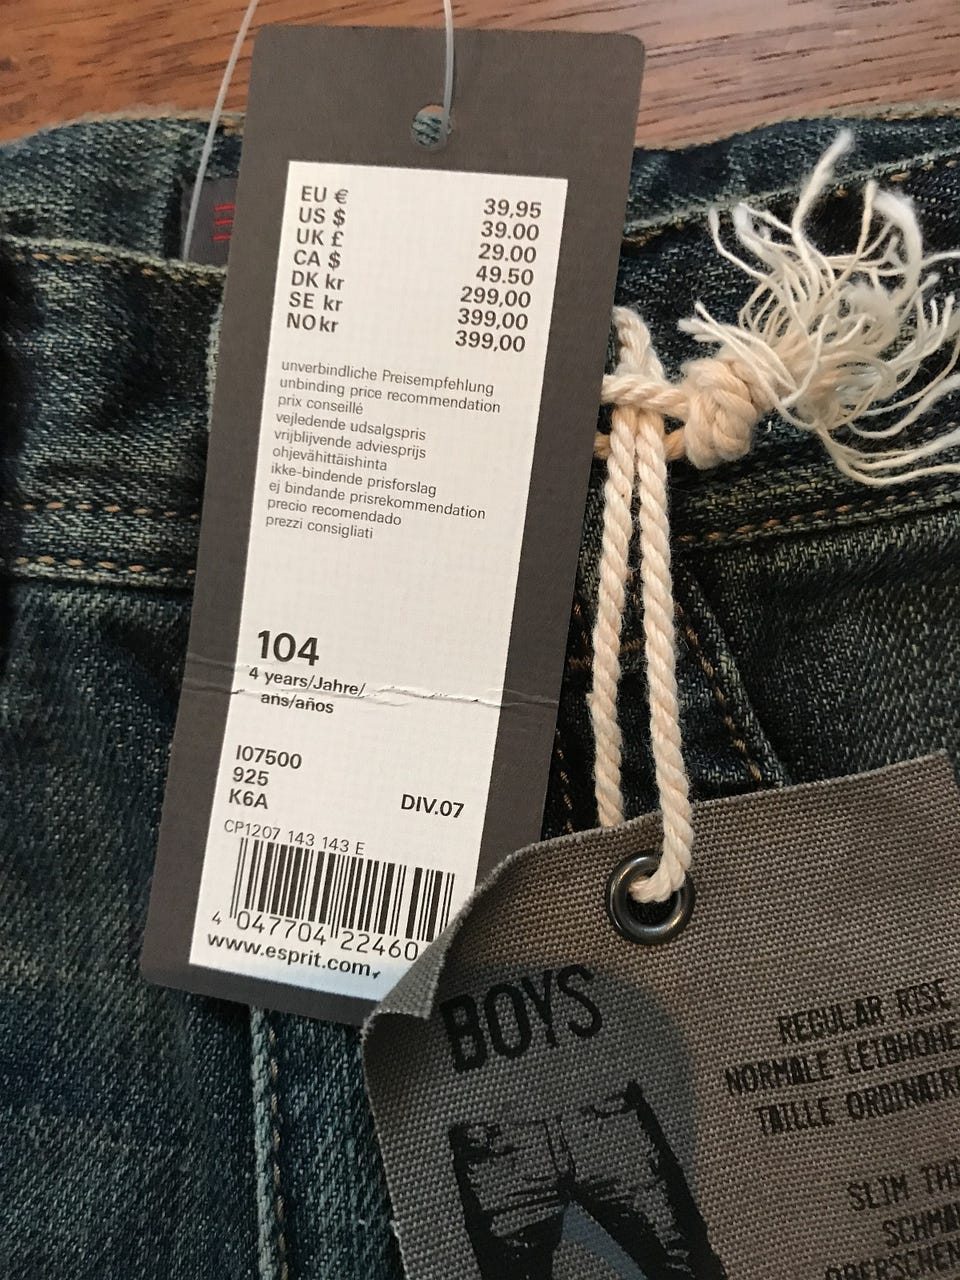 EU € 39,95
US $ 39.00
UK £ 29.00
CA $ 49.50
DK kr 299,00
SE kr 399,00
NO kr 399,00
unverbindliche Preisempfehlung
unbinding price recommendation
prix conseillé
vejledende udsalgspris
vrijblijvende adviesprijs
ohjevähittäishinta
ikke-bindende prisforslag
ej bindande prisrekommendation
precio recomendado
prezzi consigliati
104
4 years/Jahre/
ans/años
I07500
925
K6A DIV.07
CP1207 143 143 E
4 047704 22460
www.esprit.com
BOYS
REGULAR RISE
NORMALE LEIBHÖHE
TAILLE
SLIM